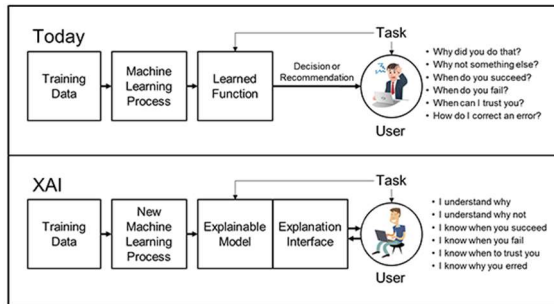 Today
Task
Training
Data
Machine
Learning
Process
Learned
Function
Decision or
Recommendation
User
• Why did you do that?
• Why not something else?
• When do you succeed?
• When do you fail?
• When can I trust you?
• How do I correct an error?
XAI
Task
Training
Data
New
Machine
Learning
Process
Explainable
Model
Explanation
Interface
User
• I understand why
• I understand why not
• I know when you succeed
• I know when you fail
• I know when to trust you
• I know why you erred